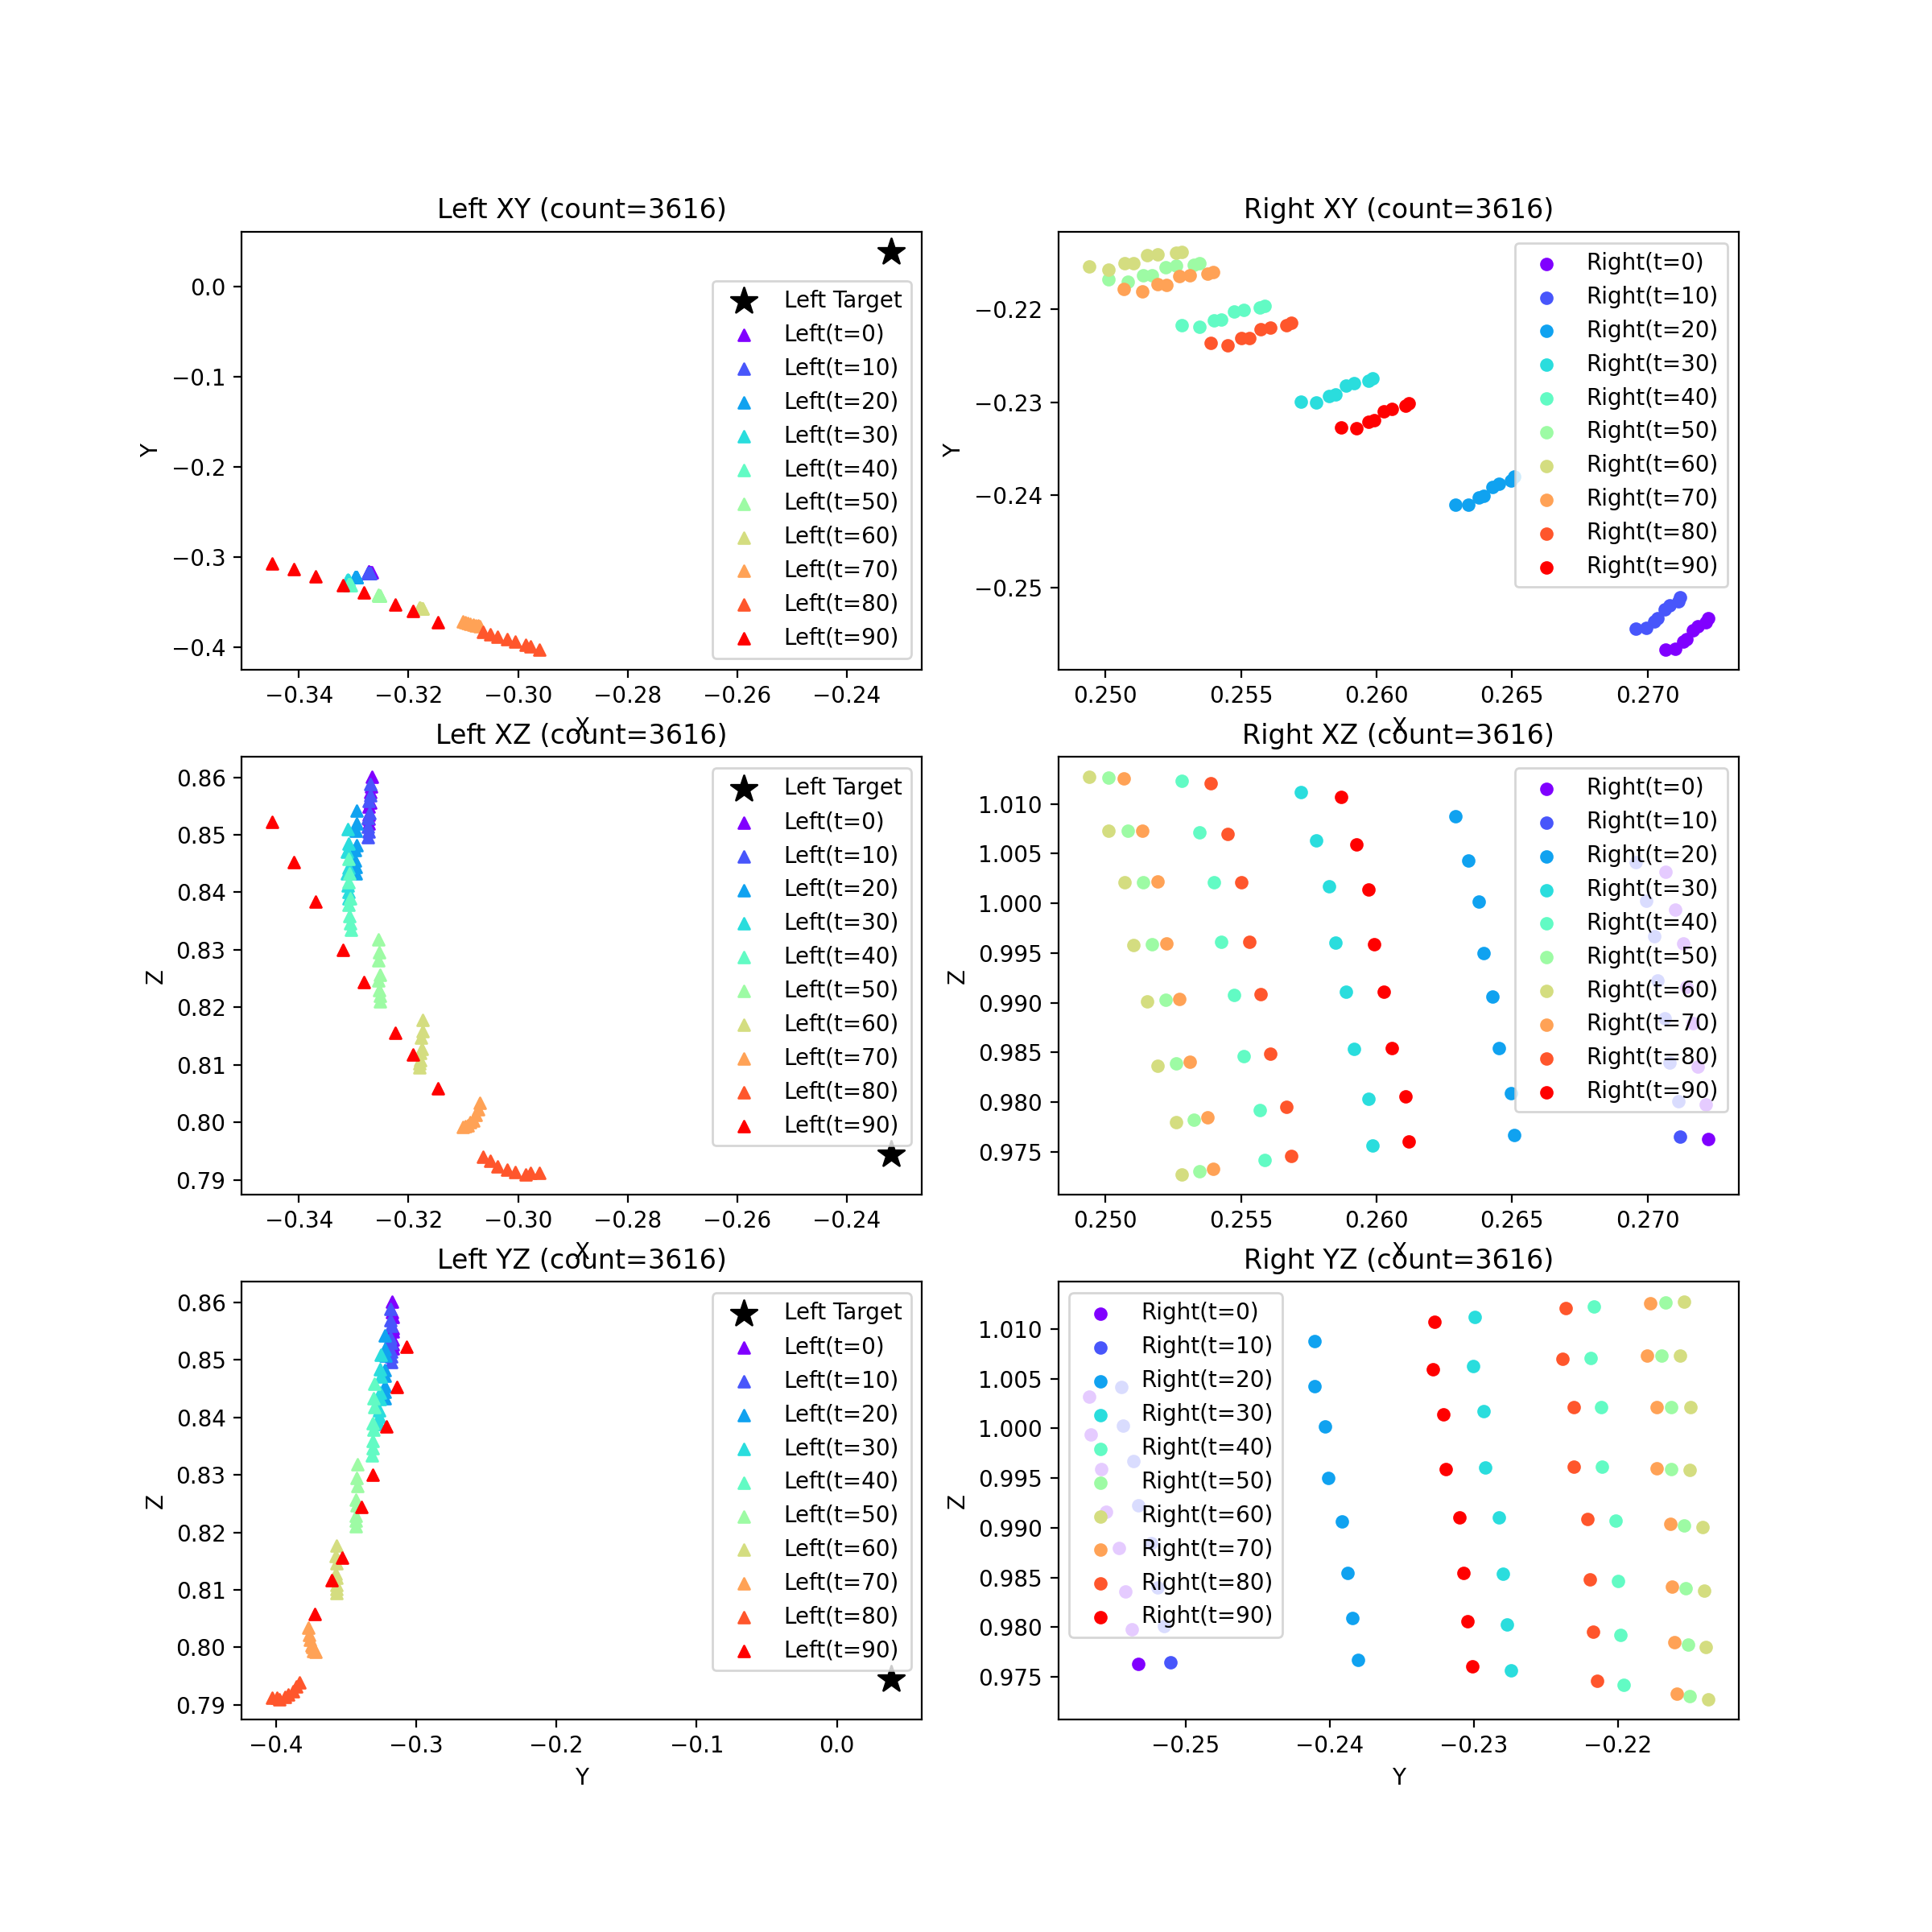 Left XY (count=3616)
Y
0.0
−0.1
−0.2
−0.3
−0.4
−0.34
−0.32
−0.30
−0.28
−0.26
−0.24
X
Left Target
Left(t=0)
Left(t=10)
Left(t=20)
Left(t=30)
Left(t=40)
Left(t=50)
Left(t=60)
Left(t=70)
Left(t=80)
Left(t=90)
Right XY (count=3616)
Y
−0.22
−0.23
−0.24
−0.25
0.250
0.255
0.260
0.265
0.270
X
Right(t=0)
Right(t=10)
Right(t=20)
Right(t=30)
Right(t=40)
Right(t=50)
Right(t=60)
Right(t=70)
Right(t=80)
Right(t=90)
Left XZ (count=3616)
Z
0.86
0.85
0.84
0.83
0.82
0.81
0.80
0.79
−0.34
−0.32
−0.30
−0.28
−0.26
−0.24
X
Left Target
Left(t=0)
Left(t=10)
Left(t=20)
Left(t=30)
Left(t=40)
Left(t=50)
Left(t=60)
Left(t=70)
Left(t=80)
Left(t=90)
Right XZ (count=3616)
Z
1.010
1.005
1.000
0.995
0.990
0.985
0.980
0.975
0.250
0.255
0.260
0.265
0.270
X
Right(t=0)
Right(t=10)
Right(t=20)
Right(t=30)
Right(t=40)
Right(t=50)
Right(t=60)
Right(t=70)
Right(t=80)
Right(t=90)
Left YZ (count=3616)
Z
0.86
0.85
0.84
0.83
0.82
0.81
0.80
0.79
−0.4
−0.3
−0.2
−0.1
0.0
Y
Left Target
Left(t=0)
Left(t=10)
Left(t=20)
Left(t=30)
Left(t=40)
Left(t=50)
Left(t=60)
Left(t=70)
Left(t=80)
Left(t=90)
Right YZ (count=3616)
Z
1.010
1.005
1.000
0.995
0.990
0.985
0.980
0.975
−0.25
−0.24
−0.23
−0.22
Y
Right(t=0)
Right(t=10)
Right(t=20)
Right(t=30)
Right(t=40)
Right(t=50)
Right(t=60)
Right(t=70)
Right(t=80)
Right(t=90)